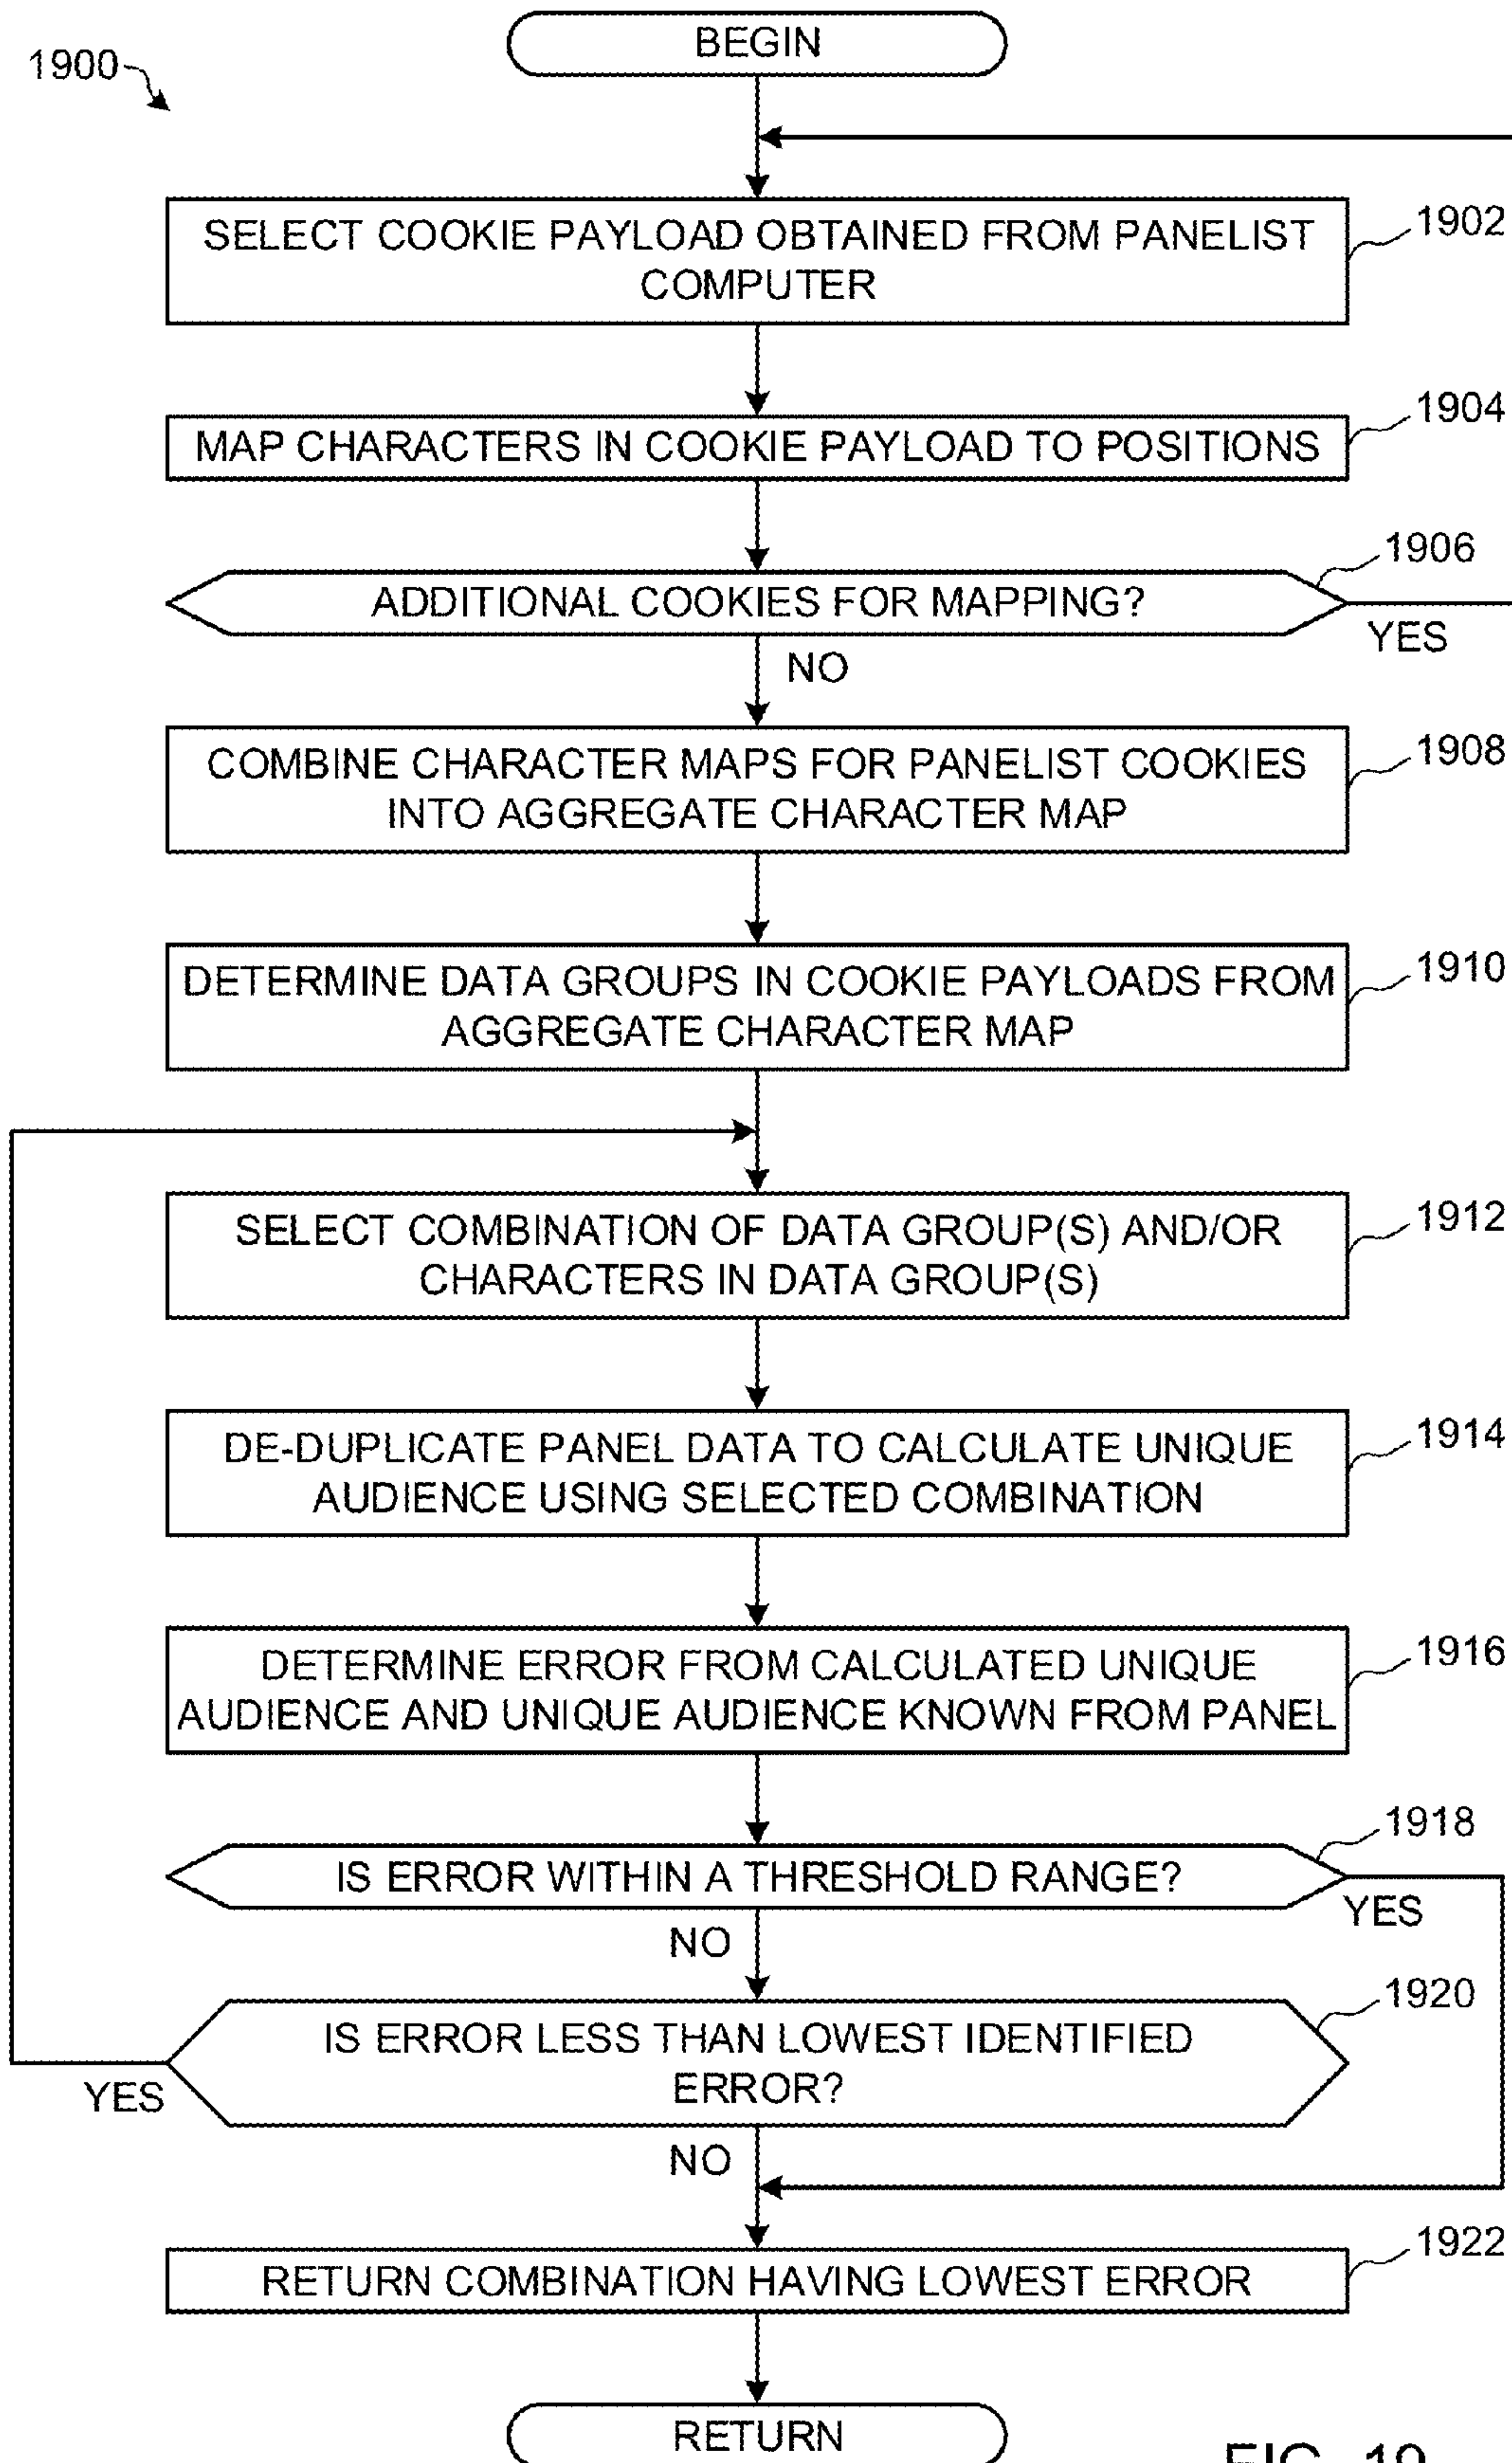 BEGIN
1900
SELECT COOKIE PAYLOAD OBTAINED FROM PANELIST
COMPUTER
1902
MAP CHARACTERS IN COOKIE PAYLOAD TO POSITIONS
1904
ADDITIONAL COOKIES FOR MAPPING?
1906
YES
NO
COMBINE CHARACTER MAPS FOR PANELIST COOKIES
INTO AGGREGATE CHARACTER MAP
1908
DETERMINE DATA GROUPS IN COOKIE PAYLOADS FROM
AGGREGATE CHARACTER MAP
1910
SELECT COMBINATION OF DATA GROUP(S) AND/OR
CHARACTERS IN DATA GROUP(S)
1912
DE-DUPLICATE PANEL DATA TO CALCULATE UNIQUE
AUDIENCE USING SELECTED COMBINATION
1914
DETERMINE ERROR FROM CALCULATED UNIQUE
AUDIENCE AND UNIQUE AUDIENCE KNOWN FROM PANEL
1916
IS ERROR WITHIN A THRESHOLD RANGE?
1918
YES
NO
IS ERROR LESS THAN LOWEST IDENTIFIED
ERROR?
1920
YES
NO
RETURN COMBINATION HAVING LOWEST ERROR
1922
RETURN
FIG. 19